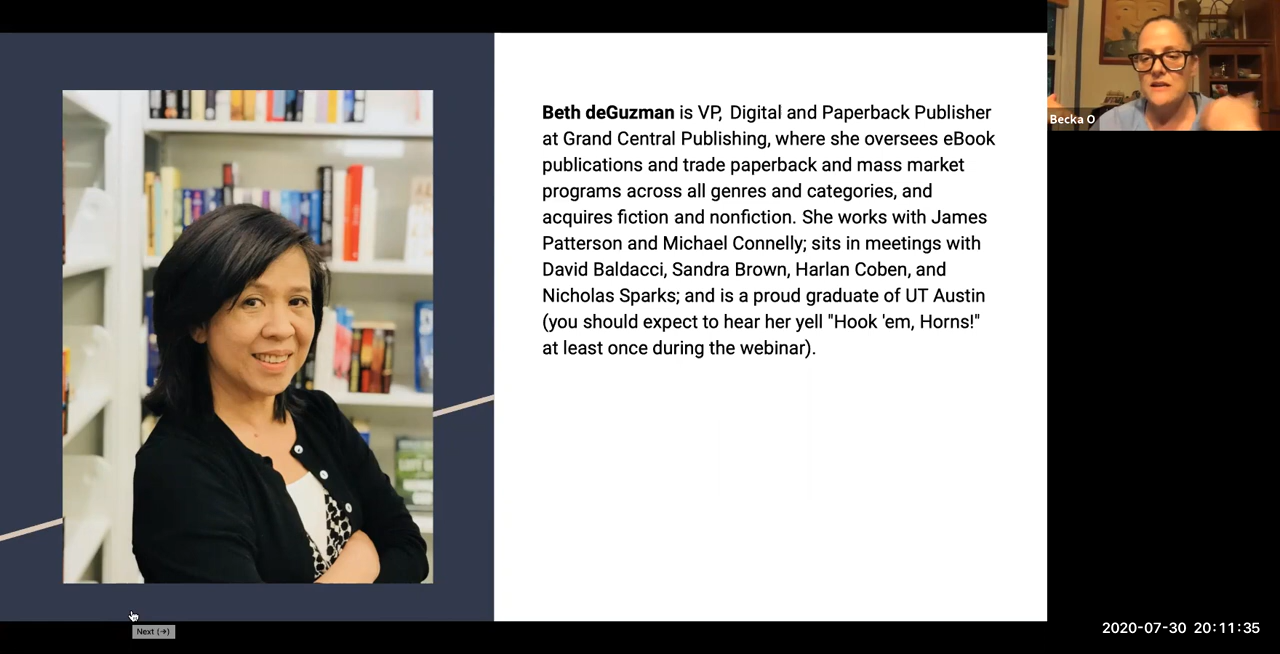 Beth deGuzman is VP, Digital and Paperback Publisher
at Grand Central Publishing, where she oversees eBook
publications and trade paperback and mass market
programs across all genres and categories, and
acquires fiction and nonfiction. She works with James
Patterson and Michael Connelly; sits in meetings with
David Baldacci, Sandra Brown, Harlan Coben, and
Nicholas Sparks; and is a proud graduate of UT Austin
(you should expect to hear her yell "Hook 'em, Horns!"
at least once during the webinar).
Becka O
Next (→)
2020-07-30 20:11:35